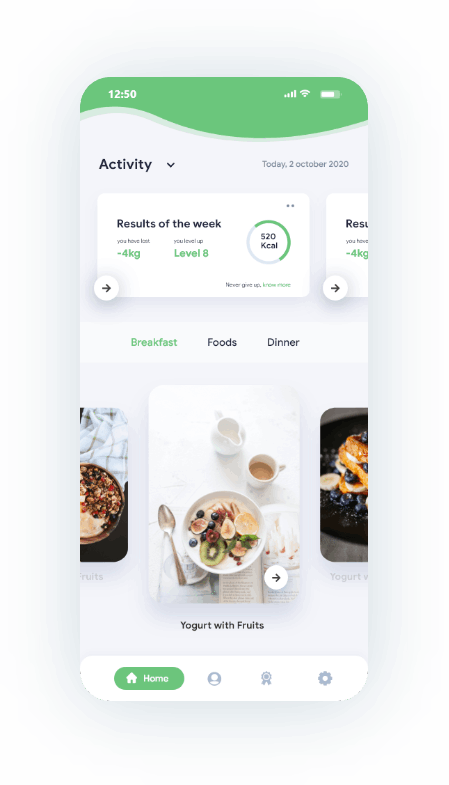 12:50
Activity
Today, 2 october 2020
Results of the week
you have lost you level up
-4kg Level 8
520
Kcal
Never give up, know more
Resu
you have
-4kg
Breakfast Foods Dinner
Fruits
Yogurt w
Yogurt with Fruits
Home